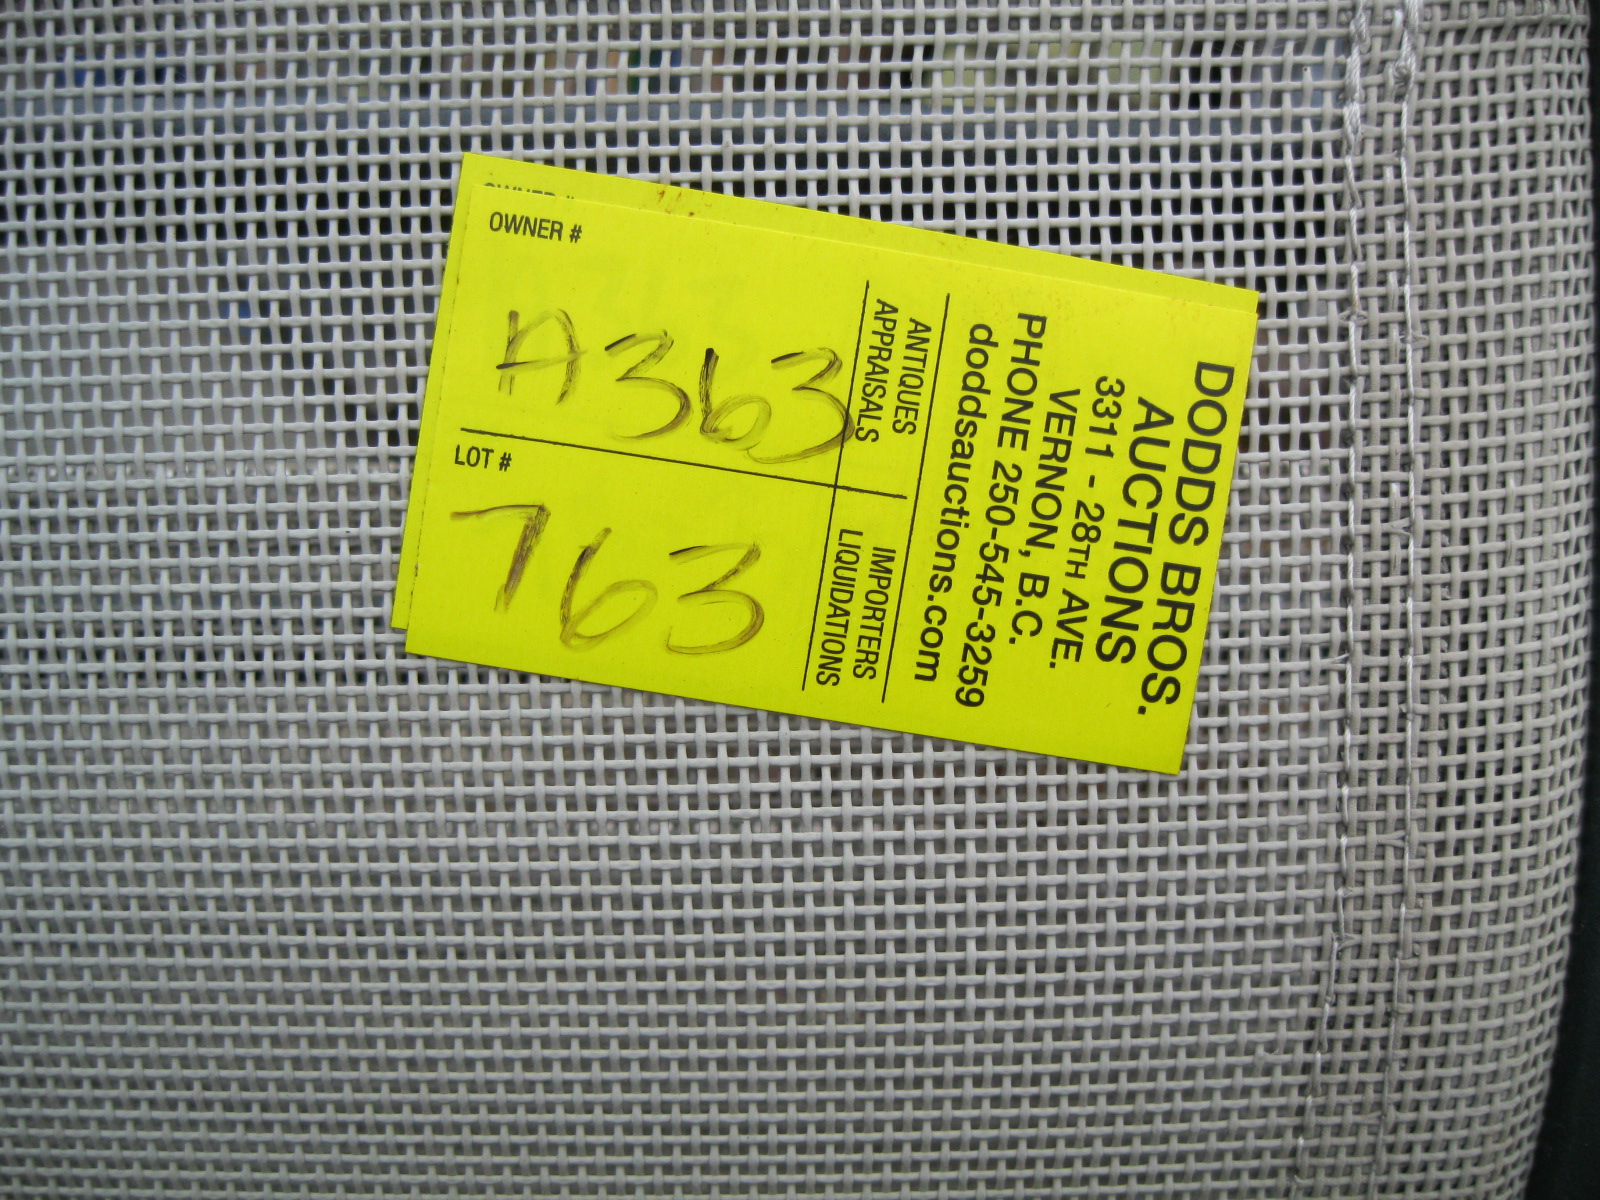 DODDS BROS.
AUCTIONS
3311 - 28TH AVE.
VERNON, B.C.
PHONE 250-545-3259
doddsauctions.com
ANTIQUES
APPRAISALS
IMPORTERS
LIQUIDATIONS
OWNER #
OWNER #
A363
LOT #
763